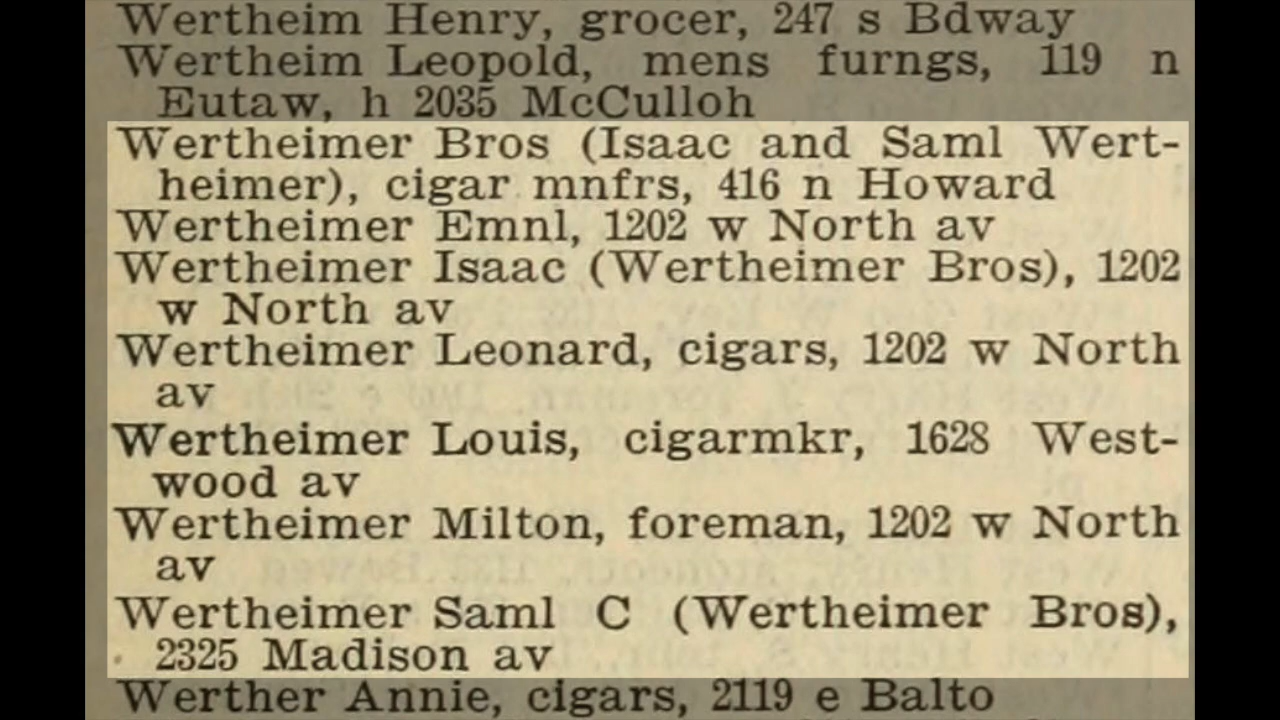 Wertheim Henry, grocer, 247 s Bdway
Wertheim Leopold, mens furngs, 119 n
Eutaw, h 2035 McCulloh
Wertheimer Bros (Isaac and Saml Wert-
heimer), cigar mnfrs, 416 n Howard
Wertheimer Emnl, 1202 w North av
Wertheimer Isaac (Wertheimer Bros), 1202
w North av
Wertheimer Leonard, cigars, 1202 w North
av
Wertheimer Louis, cigarmkr, 1628 West-
wood av
Wertheimer Milton, foreman, 1202 w North
av
Wertheimer Saml C (Wertheimer Bros),
2325 Madison av
Werther Annie, cigars, 2119 e Balto